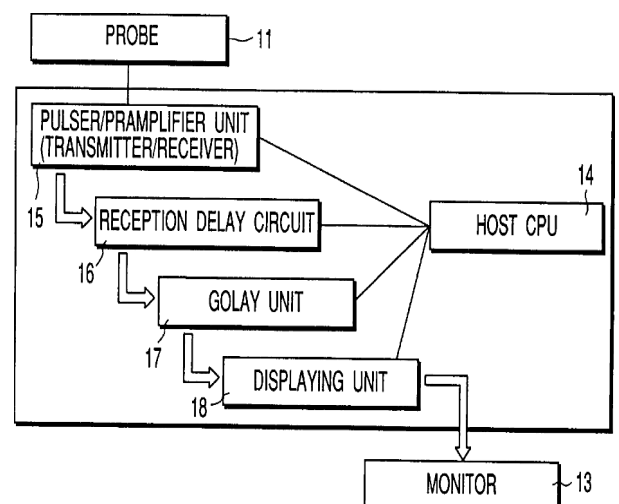 PROBE
11
PULSER/PRAMPLIFIER UNIT
(TRANSMITTER/RECEIVER)
15
14
HOST CPU
RECEPTION DELAY CIRCUIT
16
GOLAY UNIT
17
DISPLAYING UNIT
18
MONITOR
13